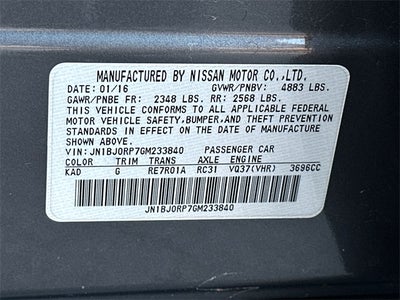 MANUFACTURED BY NISSAN MOTOR CO.,LTD.
DATE: 01/16 GVWR/PNBV: 4883 LBS.
GAWR/PNBE FR: 2348 LBS. RR: 2568 LBS.
THIS VEHICLE CONFORMS TO ALL APPLICABLE FEDERAL
MOTOR VEHICLE SAFETY,BUMPER,AND THEFT PREVENTION
STANDARDS IN EFFECT ON THE DATE OF MANUFACTURE
SHOWN ABOVE.
VIN: JN1BJ0RP7GM233840 PASSENGER CAR
COLOR TRIM TRANS AXLE ENGINE
KAD G RE7R01A RC31 VQ37(VHR) 3696CC
JN1BJ0RP7GM233840